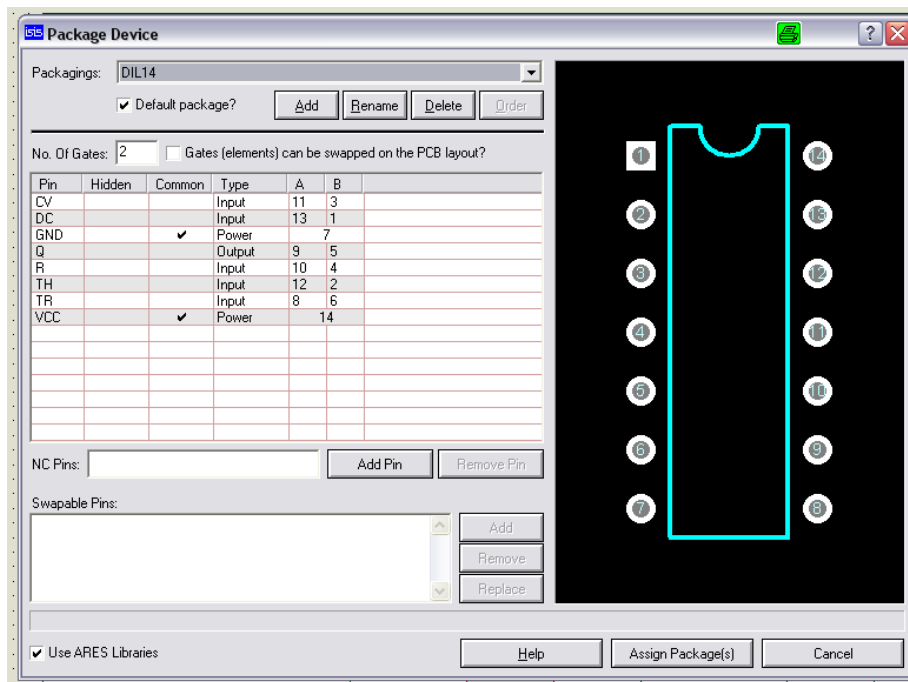 isis Package Device ?
Packagings: DIL14
Default package? Add Rename Delete Order
No. Of Gates: 2 Gates (elements) can be swapped on the PCB layout?
Pin Hidden Common Type A B
CV Input 11 3
DC Input 13 1
GND Power 7
Q Output 9 5
R Input 10 4
TH Input 12 2
TR Input 8 6
VCC Power 14
NC Pins: Add Pin Remove Pin
Swapable Pins:
Add
Remove
Replace
1 14
2 13
3 12
4 11
5 10
6 9
7 8
Use ARES Libraries Help Assign Package(s) Cancel